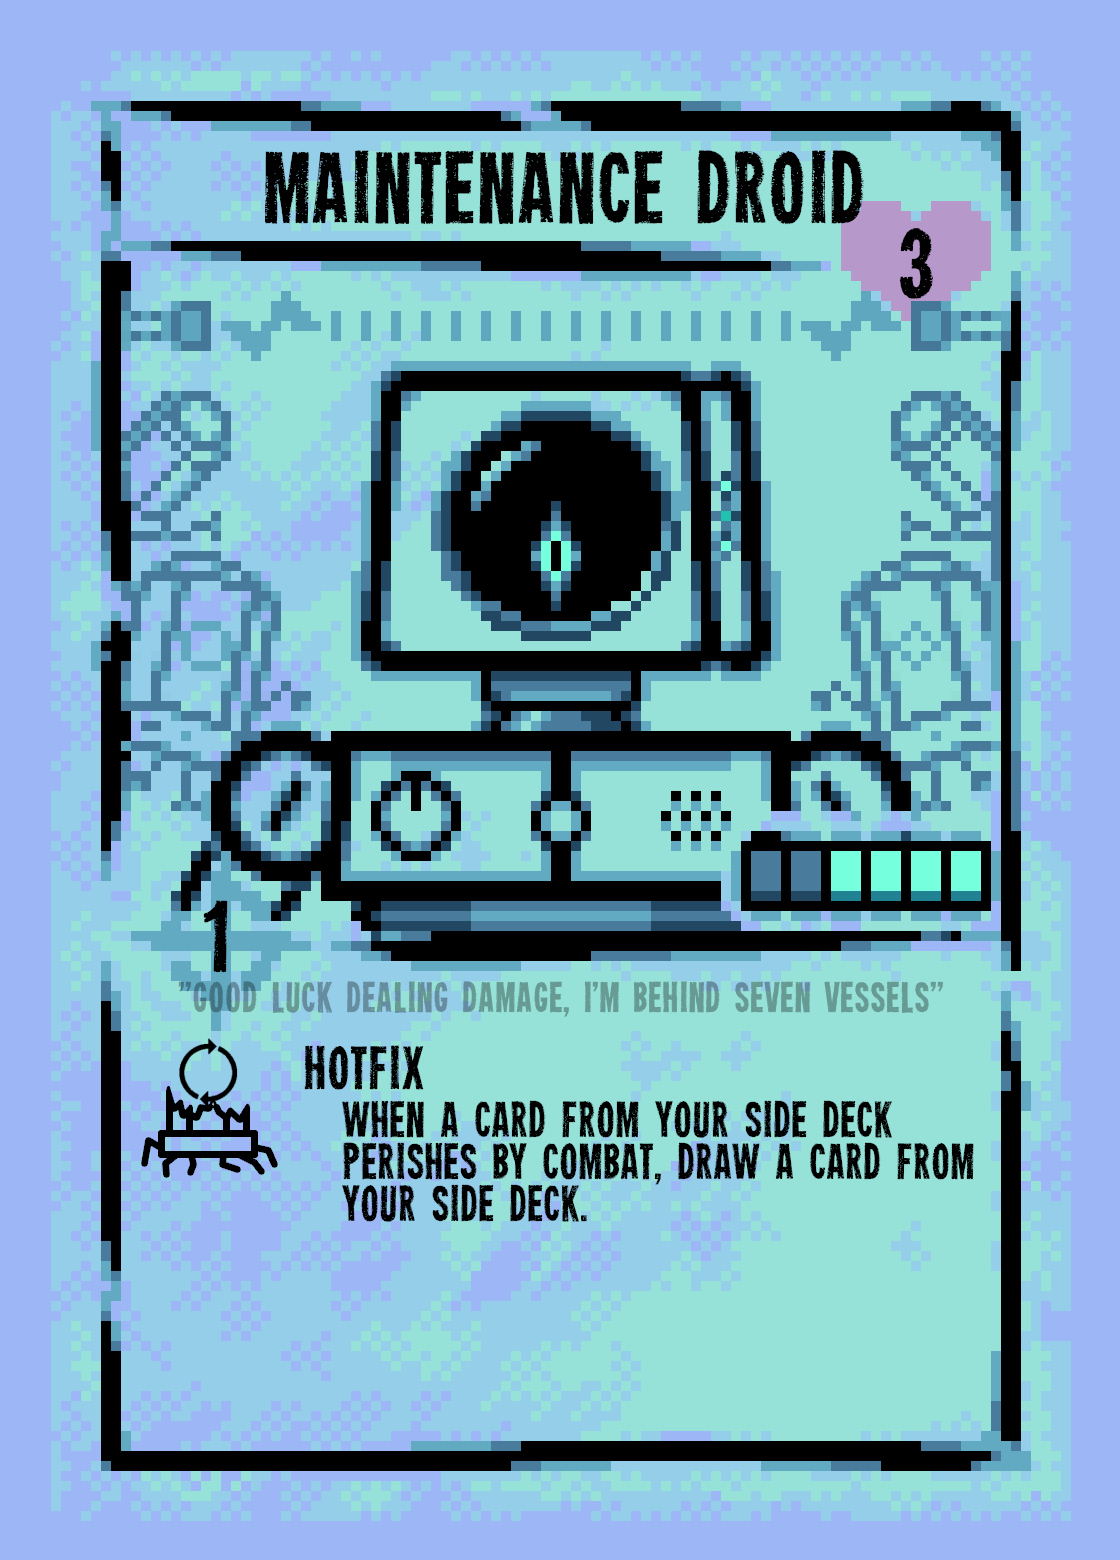 MAINTENANCE DROID
3
1
"GOOD LUCK DEALING DAMAGE, I'M BEHIND SEVEN VESSELS"
HOTFIX
WHEN A CARD FROM YOUR SIDE DECK
PERISHES BY COMBAT, DRAW A CARD FROM
YOUR SIDE DECK.